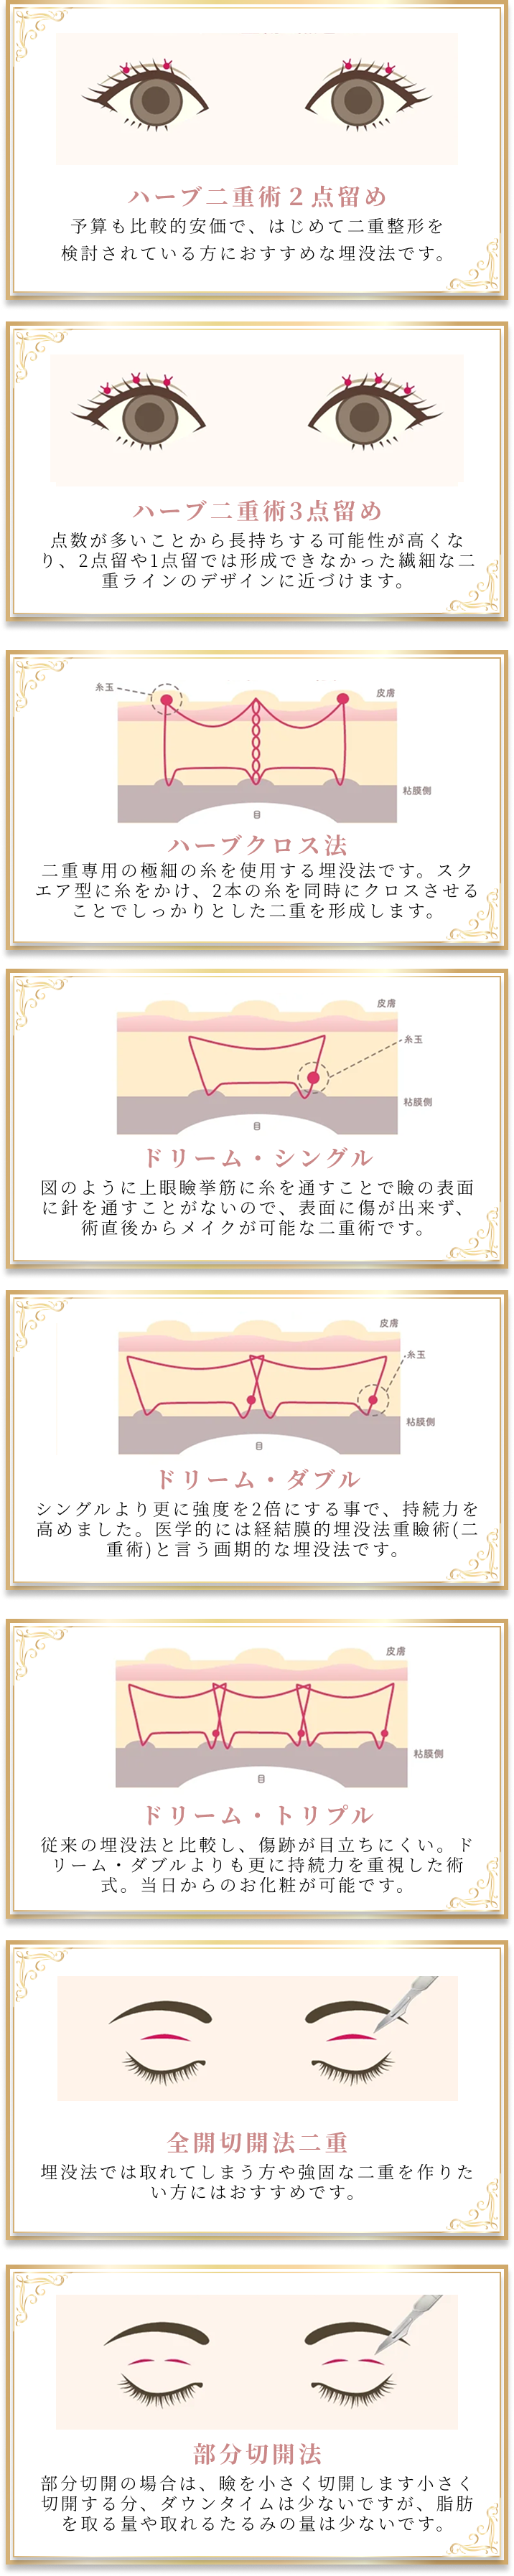 ハーブ二重術２点留め
予算も比較的安価で、はじめて二重整形を
検討されている方におすすめな埋没法です。
ハーブ二重術3点留め
点数が多いことから長持ちする可能性が高くな
り、2点留や1点留では形成できなかった繊細な二
重ラインのデザインに近づけます。
糸玉
皮膚
粘膜側
目
ハーブクロス法
二重専用の極細の糸を使用する埋没法です。スク
エア型に糸をかけ、2本の糸を同時にクロスさせる
ことでしっかりとした二重を形成します。
皮膚
糸玉
粘膜側
目
ドリーム・シングル
図のように上眼瞼挙筋に糸を通すことで瞼の表面
に針を通すことがないので、表面に傷が出来ず、
術直後からメイクが可能な二重術です。
皮膚
糸玉
粘膜側
目
ドリーム・ダブル
シングルより更に強度を2倍にする事で、持続力を
高めました。医学的には経結膜的埋没法重瞼術(二
重術)と言う画期的な埋没法です。
皮膚
粘膜側
目
ドリーム・トリプル
従来の埋没法と比較し、傷跡が目立ちにくい。ド
リーム・ダブルよりも更に持続力を重視した術
式。当日からのお化粧が可能です。
全開切開法二重
埋没法では取れてしまう方や強固な二重を作りた
い方にはおすすめです。
部分切開法
部分切開の場合は、瞼を小さく切開します小さく
切開する分、ダウンタイムは少ないですが、脂肪
を取る量や取れるたるみの量は少ないです。